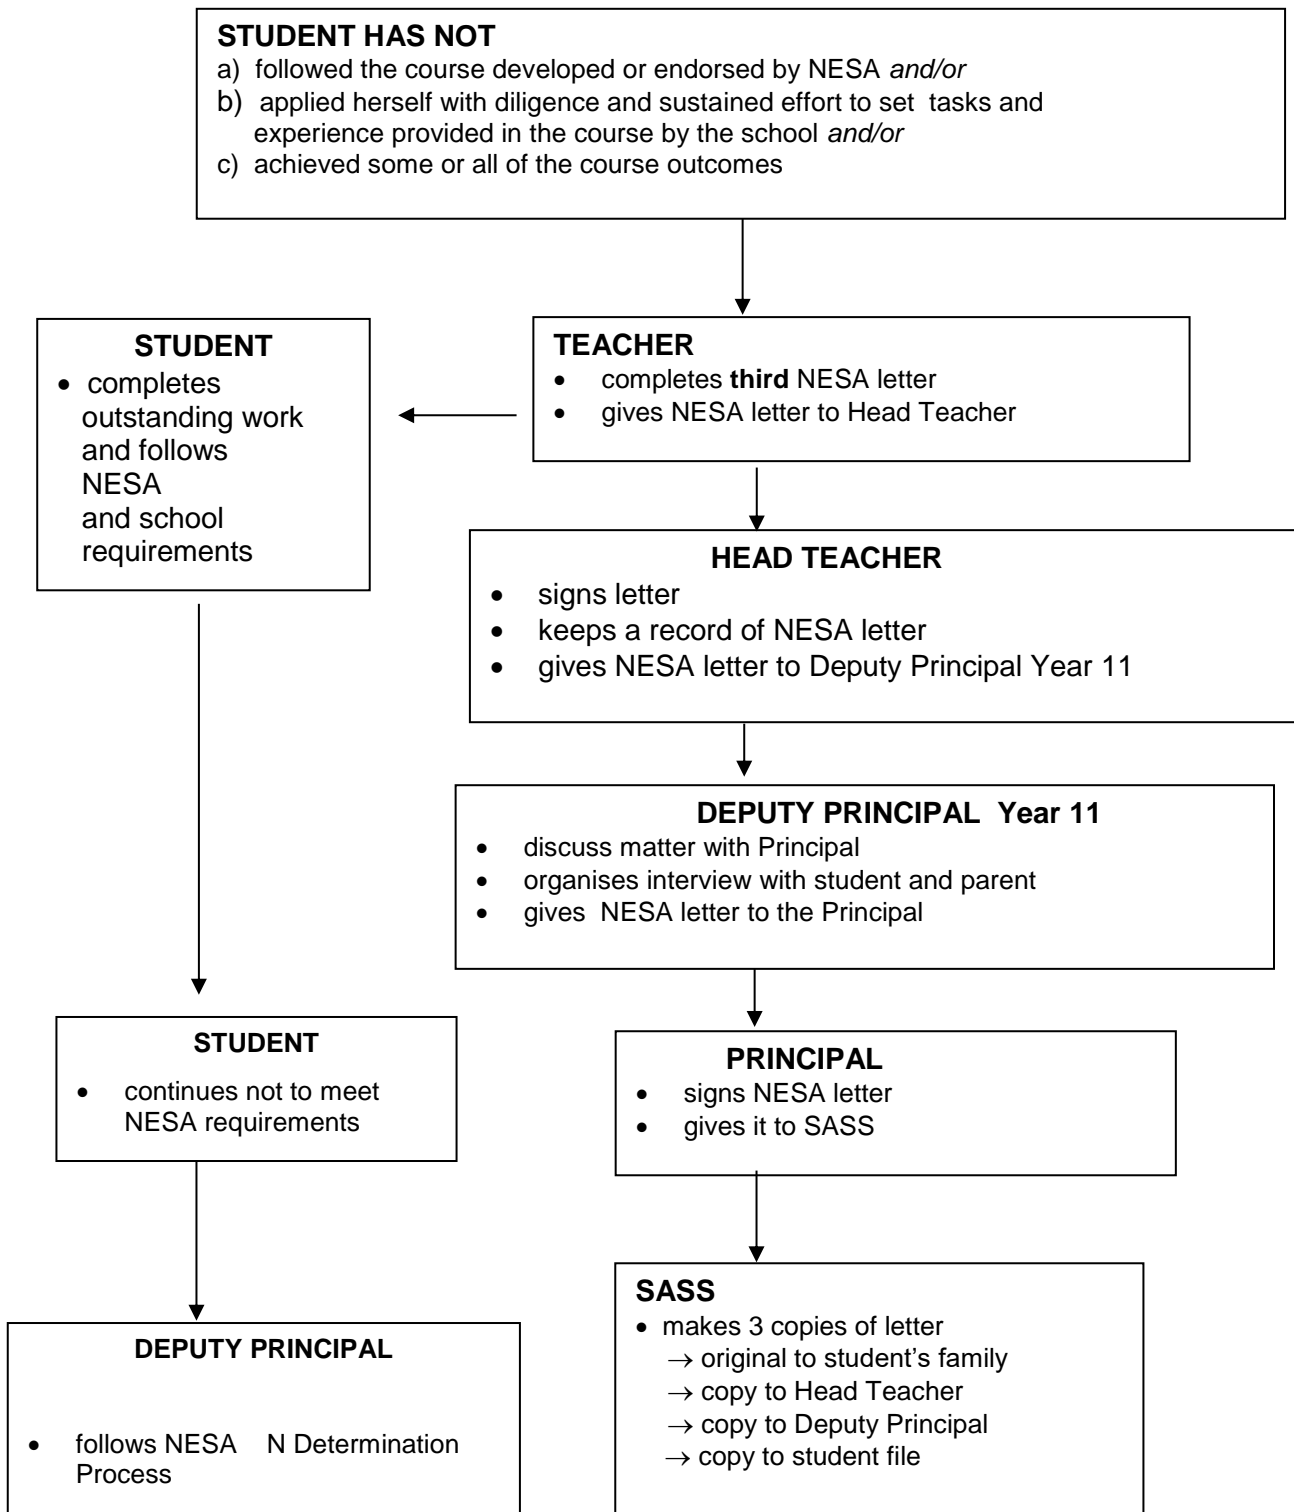 STUDENT HAS NOT
a) followed the course developed or endorsed by NESA and/or
b) applied herself with diligence and sustained effort to set tasks and
experience provided in the course by the school and/or
c) achieved some or all of the course outcomes
STUDENT
• completes
outstanding work
and follows
NESA
and school
requirements
TEACHER
• completes third NESA letter
• gives NESA letter to Head Teacher
HEAD TEACHER
• signs letter
• keeps a record of NESA letter
• gives NESA letter to Deputy Principal Year 11
DEPUTY PRINCIPAL Year 11
• discuss matter with Principal
• organises interview with student and parent
• gives NESA letter to the Principal
STUDENT
• continues not to meet
NESA requirements
PRINCIPAL
• signs NESA letter
• gives it to SASS
DEPUTY PRINCIPAL
• follows NESA N Determination
Process
SASS
• makes 3 copies of letter
→ original to student’s family
→ copy to Head Teacher
→ copy to Deputy Principal
→ copy to student file